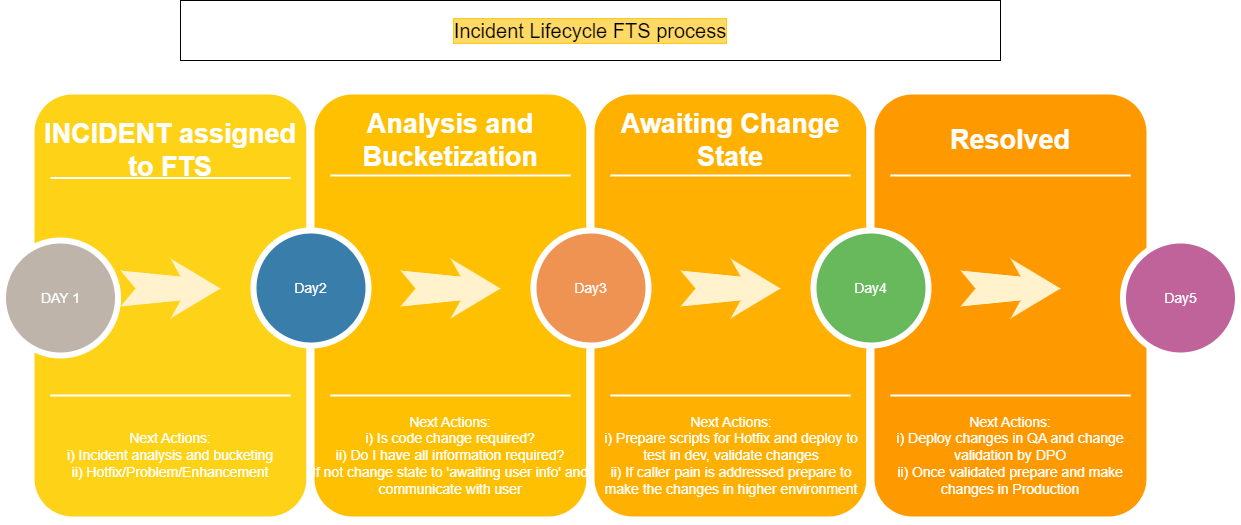 Incident Lifecycle FTS process
INCIDENT assigned
to FTS
Analysis and
Bucketization
Awaiting Change
State
Resolved
DAY 1
Day2
Day3
Day4
Day5
Next Actions:
i) Incident analysis and bucketing
ii) Hotfix/Problem/Enhancement
Next Actions:
i) Is code change required?
ii) Do I have all information required?
f not change state to 'awaiting user info' and
communicate with user
Next Actions:
i) Prepare scripts for Hotfix and deploy to
test in dev, validate changes
ii) If caller pain is addressed prepare to
make the changes in higher environment
Next Actions:
i) Deploy changes in QA and change
validation by DPO
ii) Once validated prepare and make
changes in Production